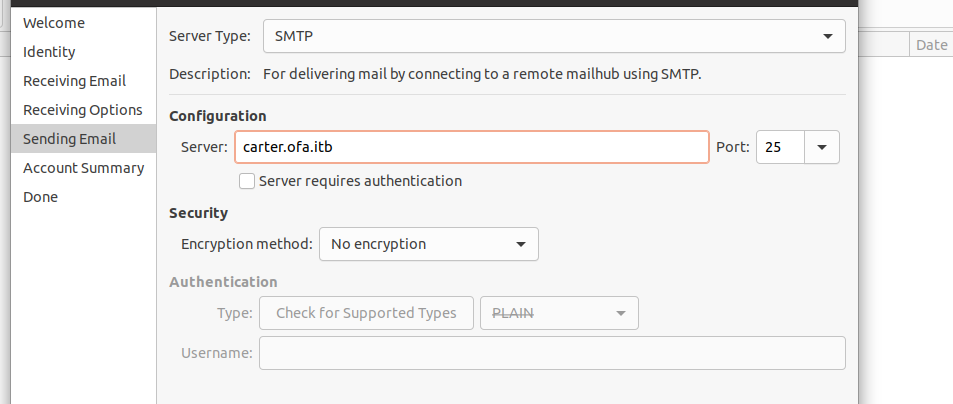 Welcome
Identity
Receiving Email
Receiving Options
Sending Email
Account Summary
Done
Server Type: SMTP
Description: For delivering mail by connecting to a remote mailhub using SMTP.
Configuration
Server: carter.ofa.itb Port: 25
Server requires authentication
Security
Encryption method: No encryption
Authentication
Type: Check for Supported Types PLAIN
Username:
Date